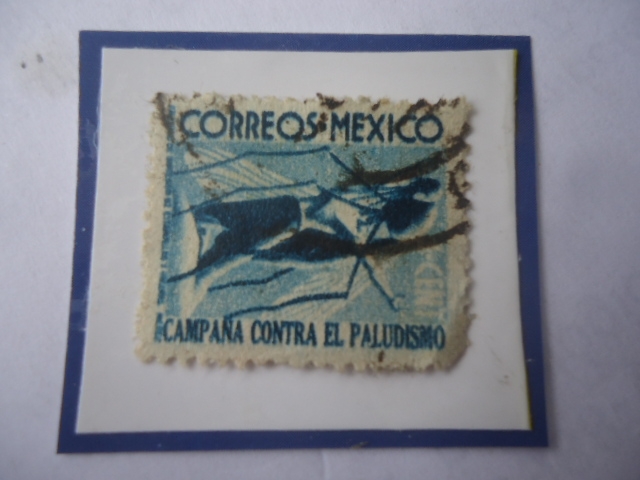 CORREOS MEXICO
CAMPAÑA CONTRA EL PALUDISMO